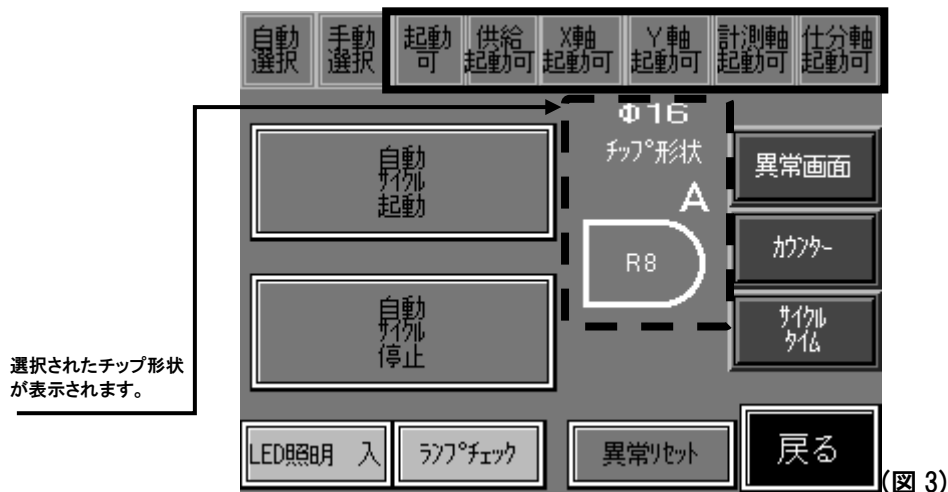 自動
選択
手動
選択
起動
可
供給
起動可
X軸
起動可
Y軸
起動可
計測軸
起動可
仕分軸
起動可
Φ16
チップ形状
A
R8
自動
サイクル
起動
自動
サイクル
停止
異常画面
カウンター
サイクル
タイム
選択されたチップ形状
が表示されます。
LED照明 入
ランプチェック
異常リセット
戻る
(図 3)